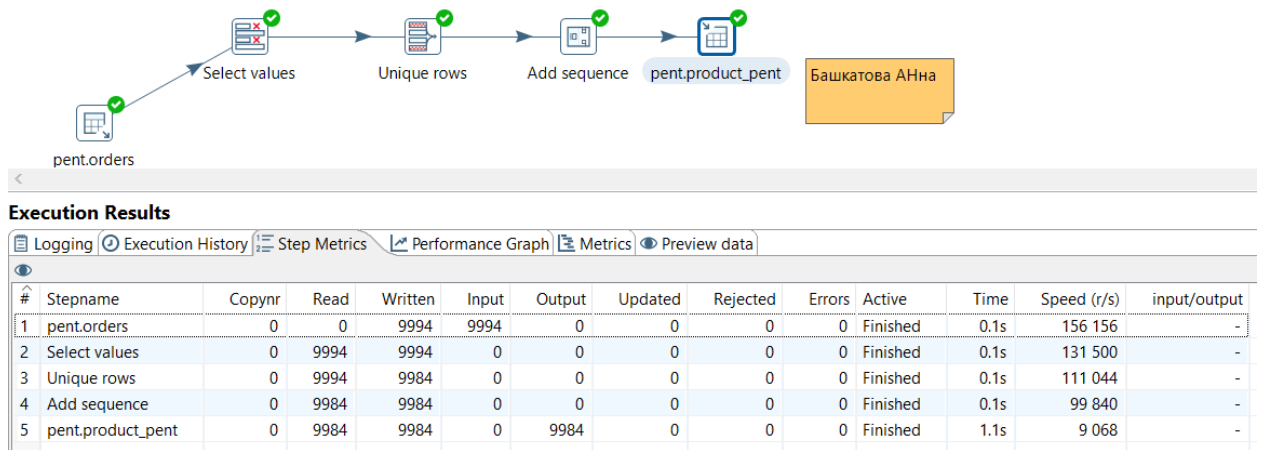 Select values
Unique rows
Add sequence
pent.product_pent
Башкатова АНна
pent.orders
Execution Results
Logging Execution History Step Metrics Performance Graph Metrics Preview data
# Stepname Copynr Read Written Input Output Updated Rejected Errors Active Time Speed (r/s) input/output
1 pent.orders 0 0 9994 9994 0 0 0 0 Finished 0.1s 156 156 -
2 Select values 0 9994 9994 0 0 0 0 0 Finished 0.1s 131 500 -
3 Unique rows 0 9994 9984 0 0 0 0 0 Finished 0.1s 111 044 -
4 Add sequence 0 9984 9984 0 0 0 0 0 Finished 0.1s 99 840 -
5 pent.product_pent 0 9984 9984 0 9984 0 0 0 Finished 1.1s 9 068 -